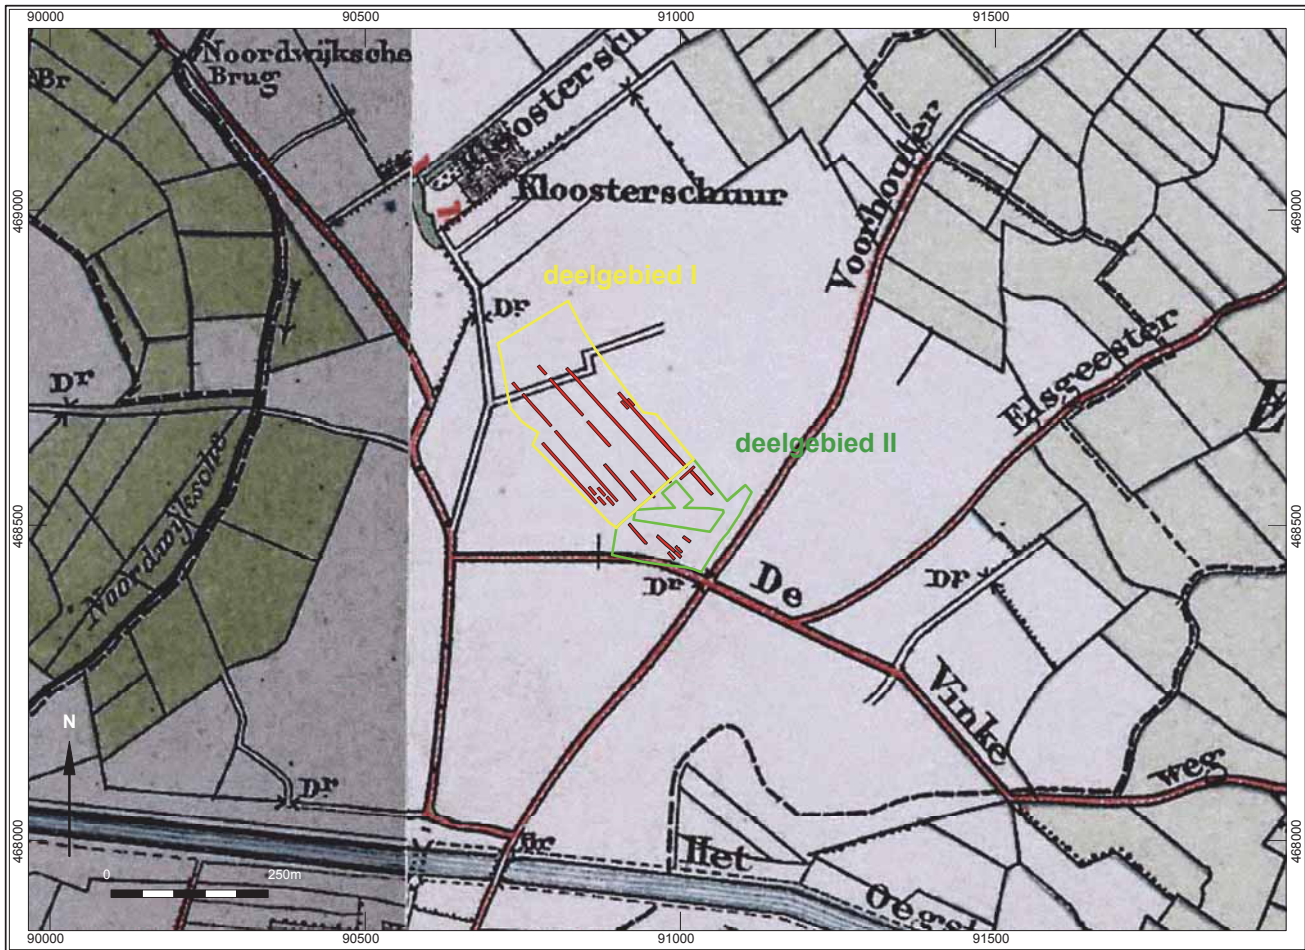 90000
90500
91000
91500
Noordwijksche
Brug
Br
Kloosterschuur
Voorhouter
469000
469000
deelgebied I
Dr
Dr
Elsgeester
deelgebied II
Noordwijksche
468500
468500
Dr
De
Dr
Vinke
weg
N
Dr
Br
Het
468000
468000
0
250m
90000
90500
91000
91500